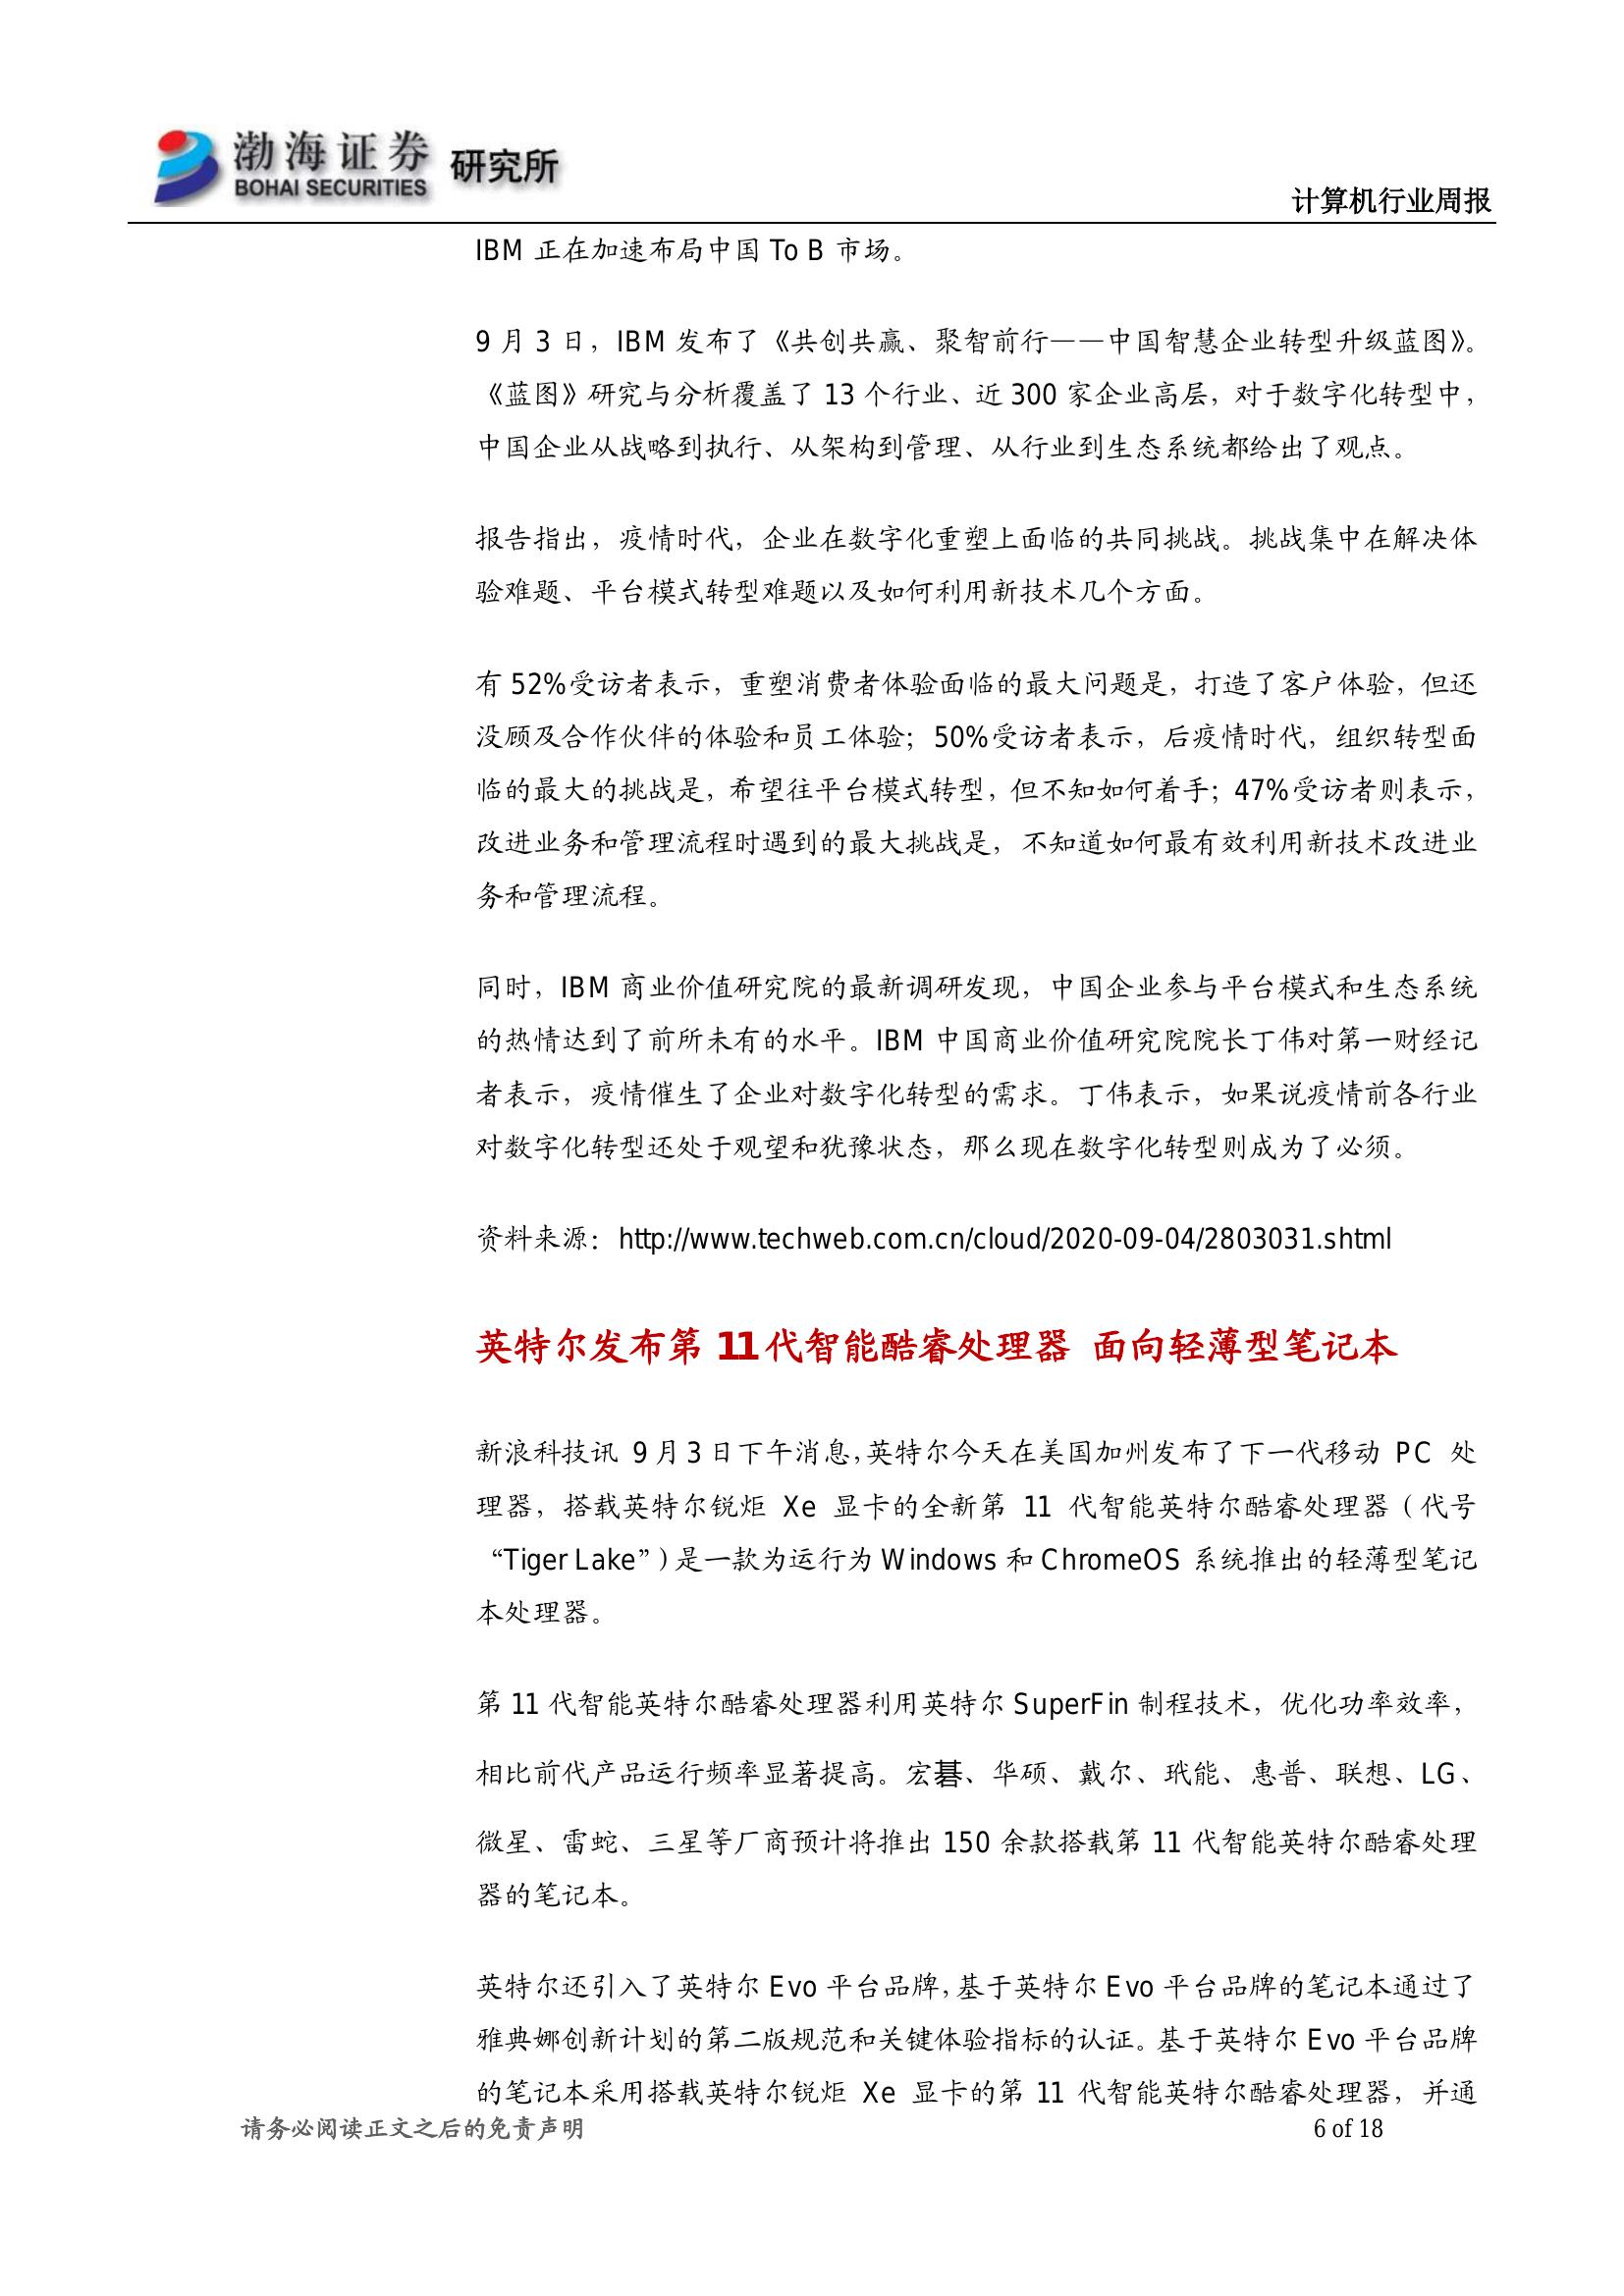 渤海证券
BOHAI SECURITIES
研究所
计算机行业周报
IBM 正在加速布局中国 To B 市场。
9 月 3 日，IBM 发布了《共创共赢、聚智前行——中国智慧企业转型升级蓝图》。
《蓝图》研究与分析覆盖了 13 个行业、近 300 家企业高层，对于数字化转型中，
中国企业从战略到执行、从架构到管理、从行业到生态系统都给出了观点。
报告指出，疫情时代，企业在数字化重塑上面临的共同挑战。挑战集中在解决体
验难题、平台模式转型难题以及如何利用新技术几个方面。
有 52%受访者表示，重塑消费者体验面临的最大问题是，打造了客户体验，但还
没顾及合作伙伴的体验和员工体验；50%受访者表示，后疫情时代，组织转型面
临的最大的挑战是，希望往平台模式转型，但不知如何着手；47%受访者则表示，
改进业务和管理流程时遇到的最大挑战是，不知道如何最有效利用新技术改进业
务和管理流程。
同时，IBM 商业价值研究院的最新调研发现，中国企业参与平台模式和生态系统
的热情达到了前所未有的水平。IBM 中国商业价值研究院院长丁伟对第一财经记
者表示，疫情催生了企业对数字化转型的需求。丁伟表示，如果说疫情前各行业
对数字化转型还处于观望和犹豫状态，那么现在数字化转型则成为了必须。
资料来源：http://www.techweb.com.cn/cloud/2020-09-04/2803031.shtml
英特尔发布第 11 代智能酷睿处理器 面向轻薄型笔记本
新浪科技讯 9 月 3 日下午消息，英特尔今天在美国加州发布了下一代移动 PC 处
理器，搭载英特尔锐炬 Xe 显卡的全新第 11 代智能英特尔酷睿处理器（代号
“Tiger Lake”）是一款为运行为 Windows 和 ChromeOS 系统推出的轻薄型笔记
本处理器。
第 11 代智能英特尔酷睿处理器利用英特尔 SuperFin 制程技术，优化功率效率，
相比前代产品运行频率显著提高。宏碁、华硕、戴尔、玳能、惠普、联想、LG、
微星、雷蛇、三星等厂商预计将推出 150 余款搭载第 11 代智能英特尔酷睿处理
器的笔记本。
英特尔还引入了英特尔 Evo 平台品牌，基于英特尔 Evo 平台品牌的笔记本通过了
雅典娜创新计划的第二版规范和关键体验指标的认证。基于英特尔 Evo 平台品牌
的笔记本采用搭载英特尔锐炬 Xe 显卡的第 11 代智能英特尔酷睿处理器，并通
请务必阅读正文之后的免责声明
6 of 18